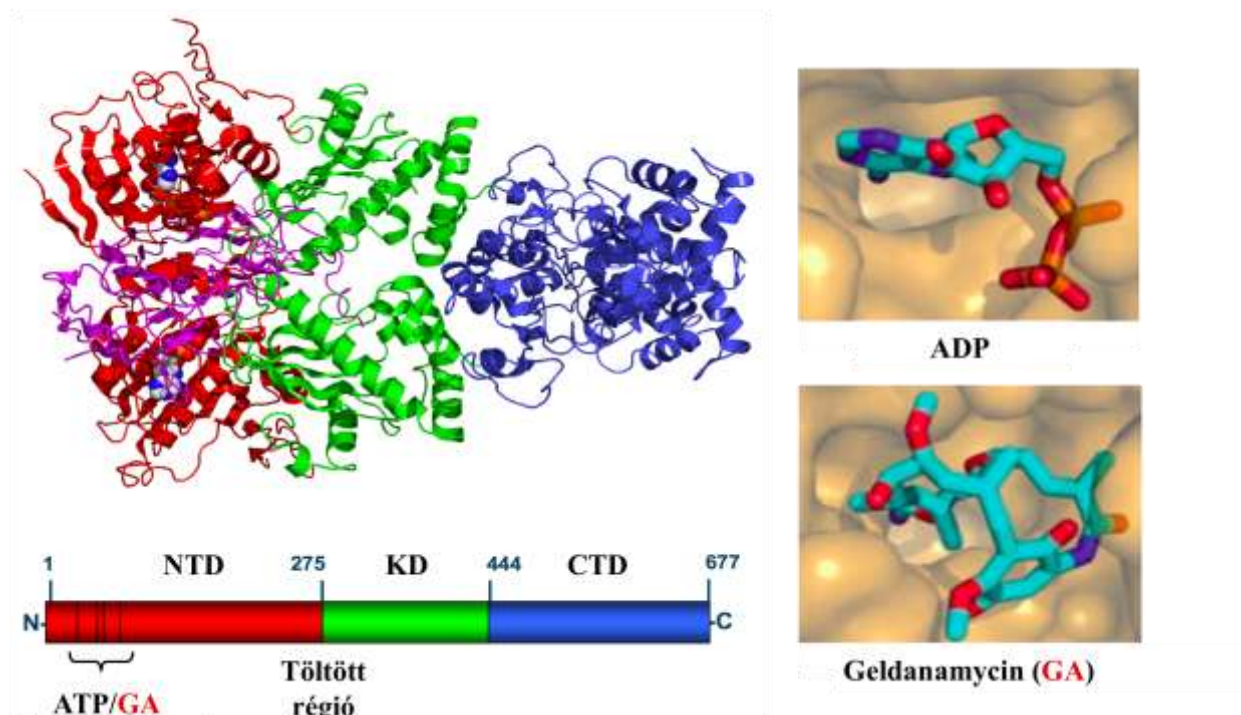 ADP
1 NTD 275 KD 444 CTD 677
N C
Töltött
régió
ATP/GA
Geldanamycin (GA)